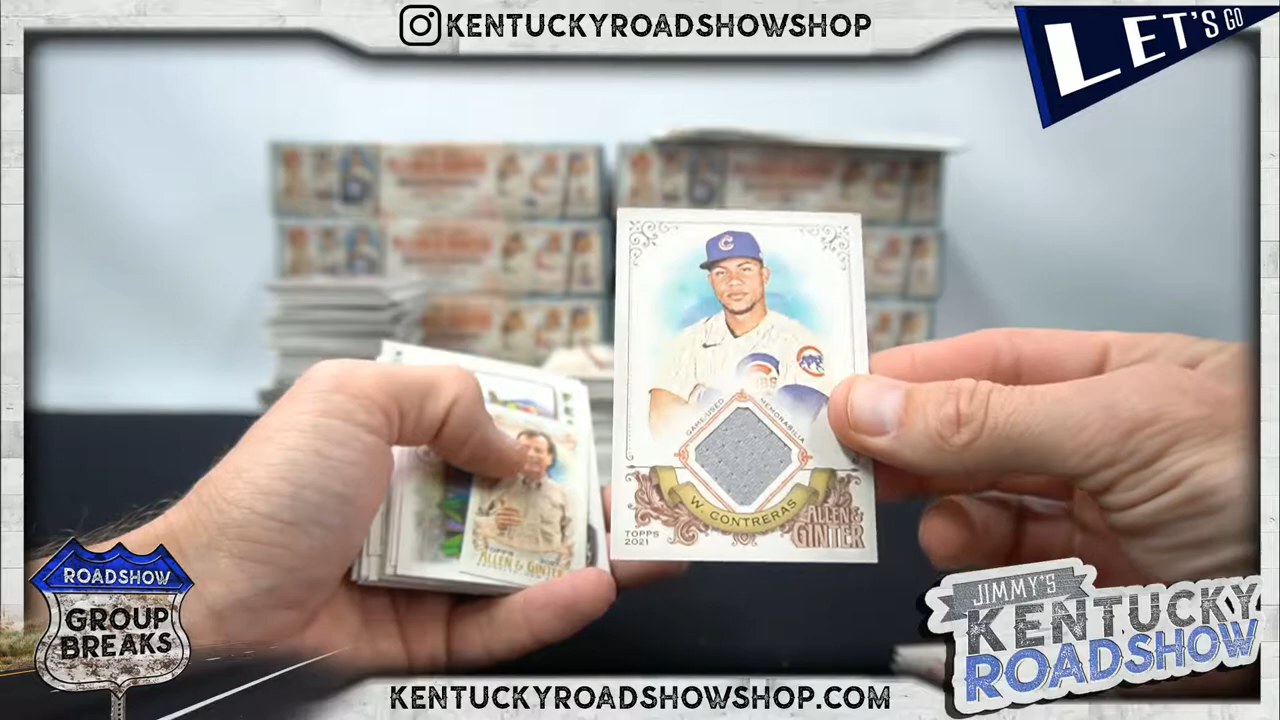 KENTUCKYROADSHOWSHOP
LET'S GO
C
GAME-USED
MEMORABILIA
W. CONTRERAS
TOPPS
2021
ALLEN &
GINTER
TOPPS
ALLEN & GINTER
ROADSHOW
GROUP
BREAKS
JIMMY'S
KENTUCKY
ROADSHOW
KENTUCKYROADSHOWSHOP.COM